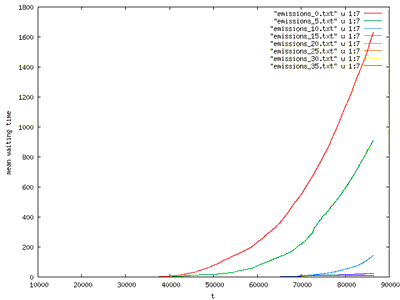 1800
1600
1400
1200
1000
800
600
400
200
0
mean waiting time
"emissions_0.txt" u 1:7
"emissions_5.txt" u 1:7
"emissions_10.txt" u 1:7
"emissions_15.txt" u 1:7
"emissions_20.txt" u 1:7
"emissions_25.txt" u 1:7
"emissions_30.txt" u 1:7
"emissions_35.txt" u 1:7
10000 20000 30000 40000 50000 60000 70000 80000 90000
t